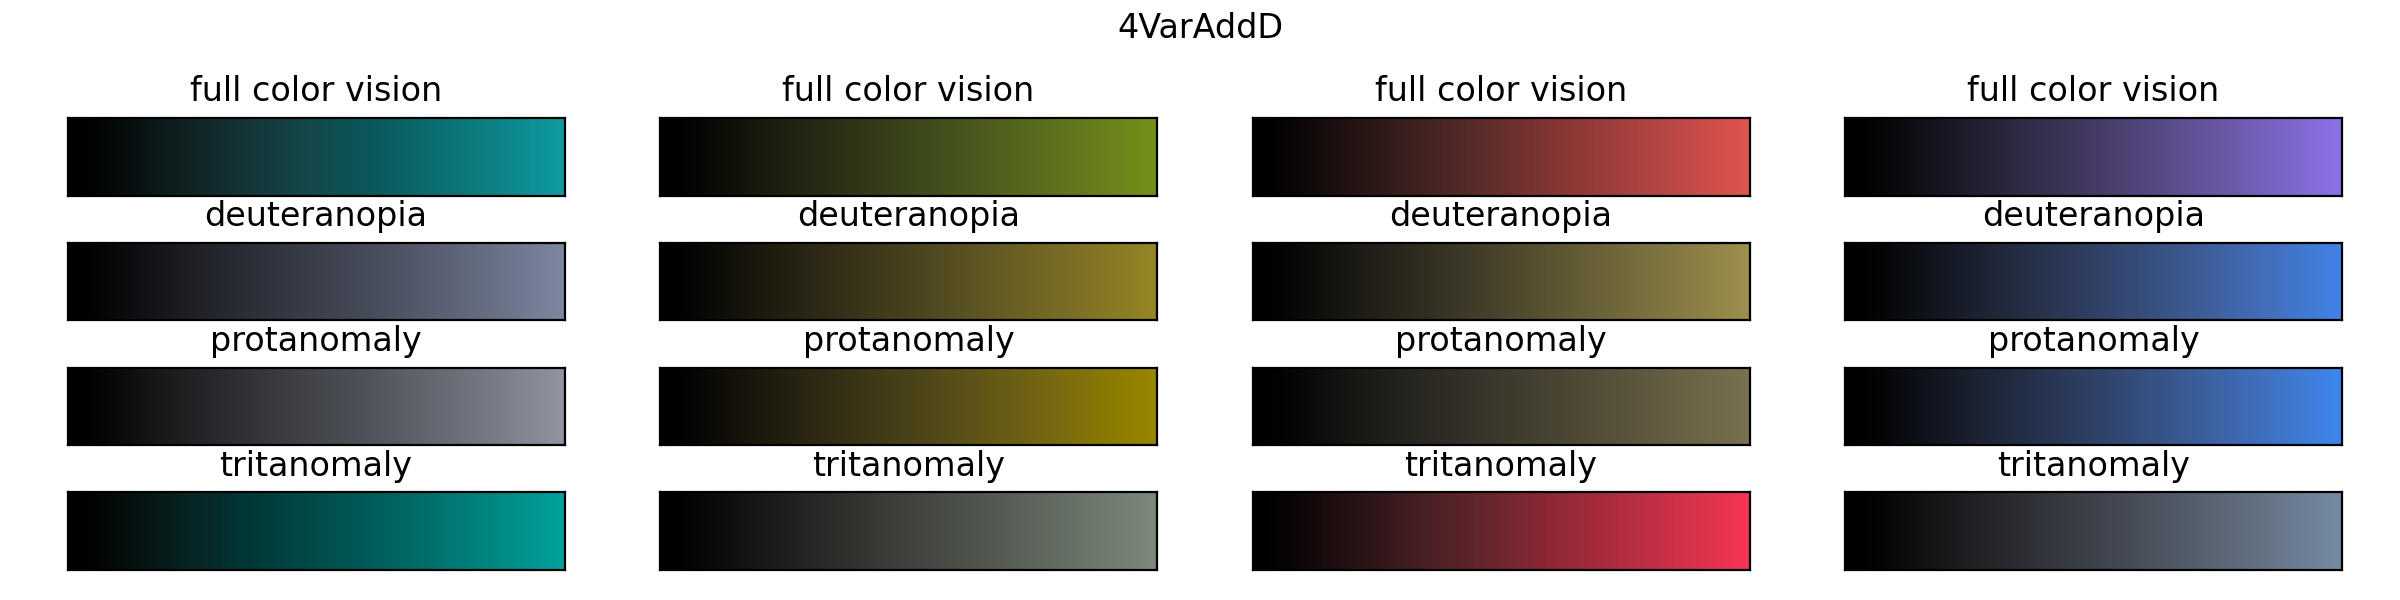 4VarAddD
full color vision full color vision full color vision full color vision
deuteranopia deuteranopia deuteranopia deuteranopia
protanomaly protanomaly protanomaly protanomaly
tritanomaly tritanomaly tritanomaly tritanomaly